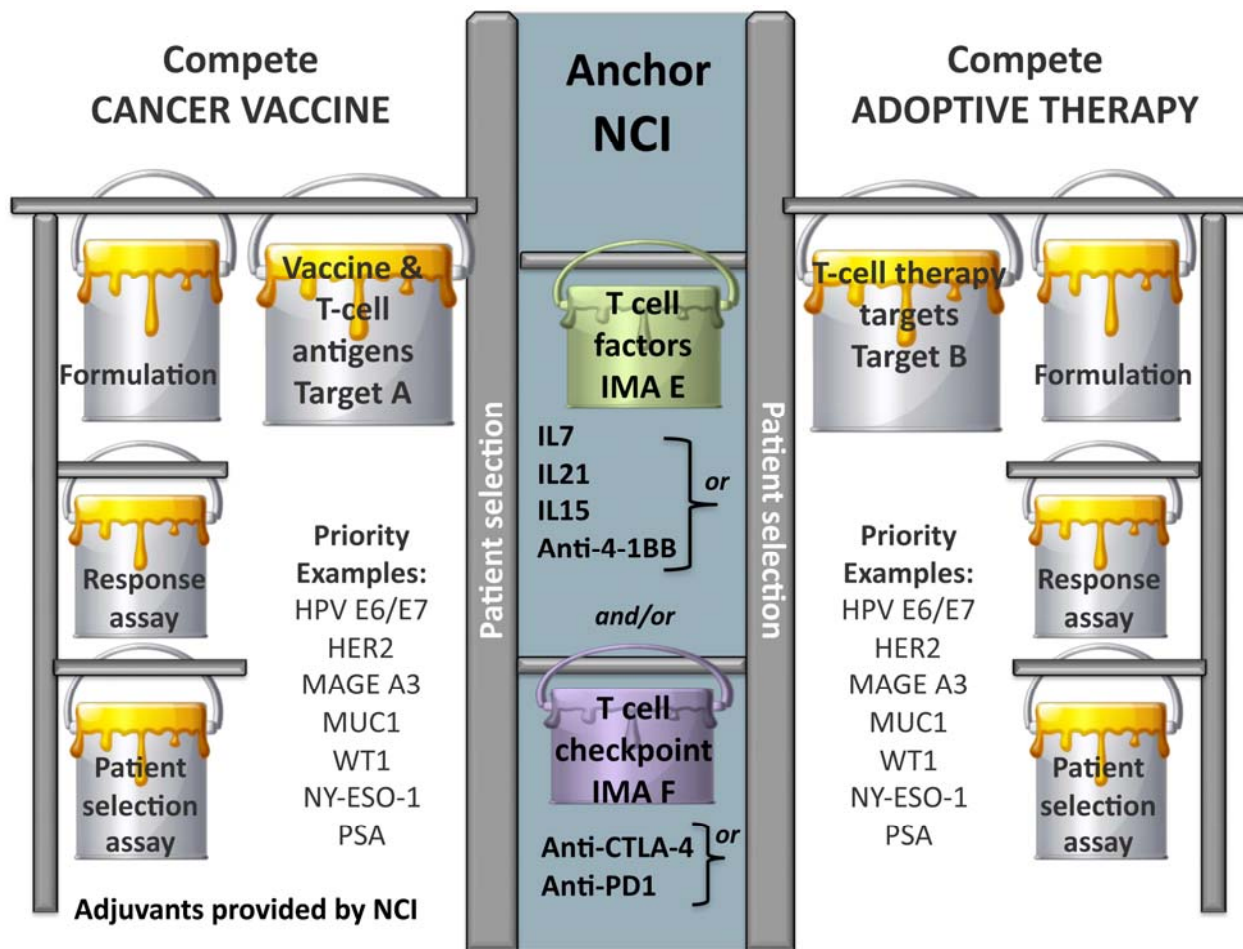 Compete
CANCER VACCINE
Formulation
Vaccine &
T-cell
antigens
Target A
Response
assay
Patient
selection
assay
Priority
Examples:
HPV E6/E7
HER2
MAGE A3
MUC1
WT1
NY-ESO-1
PSA
Adjuvants provided by NCI
Patient selection
Anchor
NCI
T cell
factors
IMA E
IL7
IL21
IL15
Anti-4-1BB
or
and/or
T cell
checkpoint
IMA F
Anti-CTLA-4
Anti-PD1
or
Patient selection
Compete
ADOPTIVE THERAPY
T-cell therapy
targets
Target B
Formulation
Priority
Examples:
HPV E6/E7
HER2
MAGE A3
MUC1
WT1
NY-ESO-1
PSA
Response
assay
Patient
selection
assay